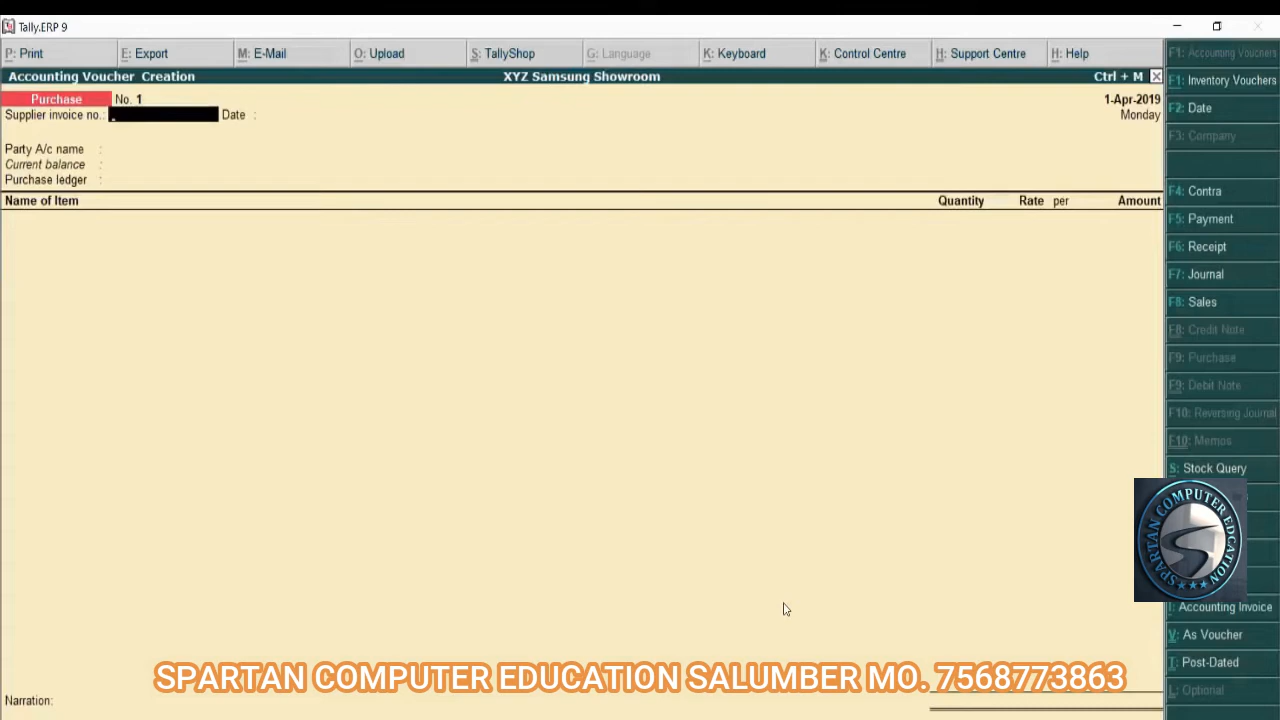 Tally.ERP 9
P: Print E: Export M: E-Mail O: Upload S: TallyShop G: Language K: Keyboard K: Control Centre H: Support Centre H: Help
Accounting Voucher Creation XYZ Samsung Showroom Ctrl + M
Purchase No. 1 1-Apr-2019
Supplier invoice no.: Date : Monday
Party A/c name :
Current balance :
Purchase ledger :
Name of Item Quantity Rate per Amount
F1: Accounting Vouchers
F1: Inventory Vouchers
F2: Date
F3: Company
F4: Contra
F5: Payment
F6: Receipt
F7: Journal
F8: Sales
F8: Credit Note
F9: Purchase
F9: Debit Note
F10: Reversing Journal
F10: Memos
S: Stock Query
SPARTAN COMPUTER EDCATION
I: Accounting Invoice
V: As Voucher
T: Post-Dated
L: Optional
SPARTAN COMPUTER EDUCATION SALUMBER MO. 7568773863
Narration: